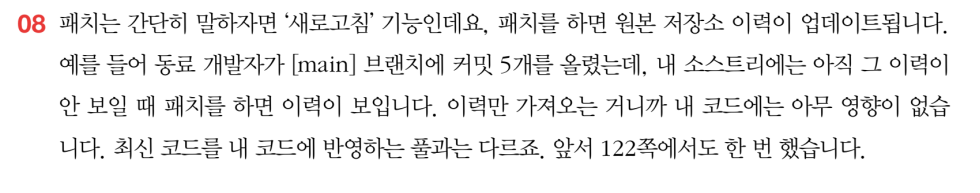 08 패치는 간단히 말하자면 ‘새로고침’ 기능인데요, 패치를 하면 원본 저장소 이력이 업데이트됩니다.
예를 들어 동료 개발자가 [main] 브랜치에 커밋 5개를 올렸는데, 내 소스트리에는 아직 그 이력이
안 보일 때 패치를 하면 이력이 보입니다. 이력만 가져오는 거니까 내 코드에는 아무 영향이 없습
니다. 최신 코드를 내 코드에 반영하는 풀과는 다르죠. 앞서 122쪽에서도 한 번 했습니다.